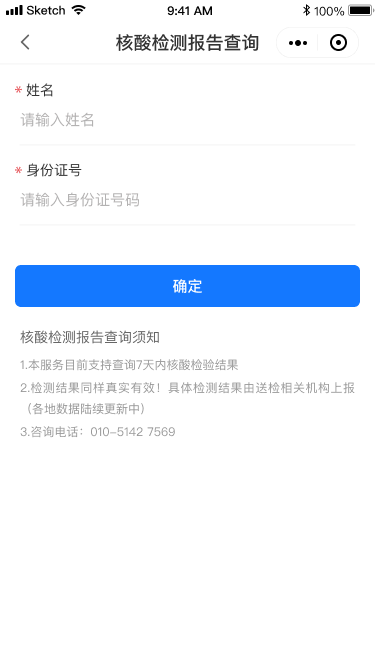 Sketch 9:41 AM 100%
核酸检测报告查询
* 姓名
请输入姓名
* 身份证号
请输入身份证号码
确定
核酸检测报告查询须知
1.本服务目前支持查询7天内核酸检验结果
2.检测结果同样真实有效！具体检测结果由送检相关机构上报
（各地数据陆续更新中）
3.咨询电话：010-5142 7569